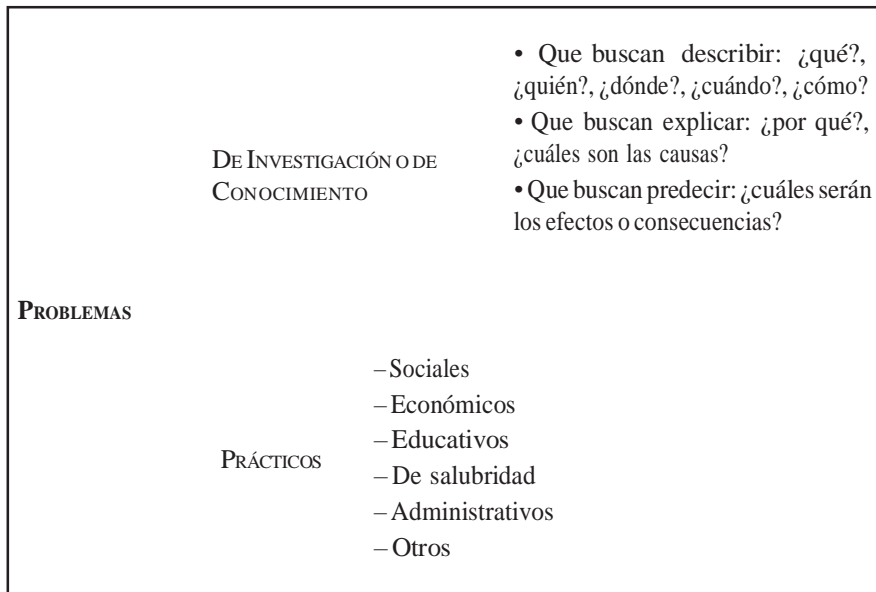 • Que buscan describir: ¿qué?,
¿quién?, ¿dónde?, ¿cuándo?, ¿cómo?
• Que buscan explicar: ¿por qué?,
¿cuáles son las causas?
• Que buscan predecir: ¿cuáles serán
los efectos o consecuencias?
DE INVESTIGACIÓN O DE
CONOCIMIENTO
PROBLEMAS
– Sociales
– Económicos
– Educativos
– De salubridad
– Administrativos
– Otros
PRÁCTICOS